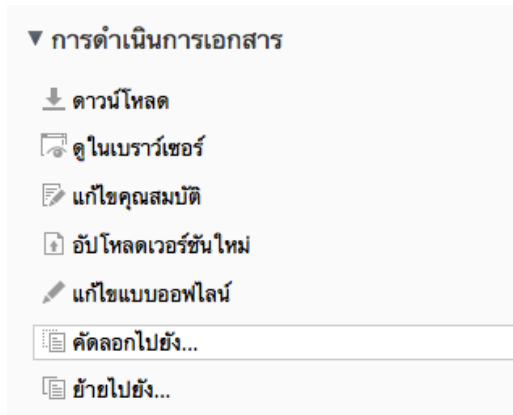 การดำเนินการเอกสาร
ดาวน์โหลด
ดูในเบราว์เซอร์
แก้ไขคุณสมบัติ
อัปโหลดเวอร์ชันใหม่
แก้ไขแบบออฟไลน์
คัดลอกไปยัง...
ย้ายไปยัง...